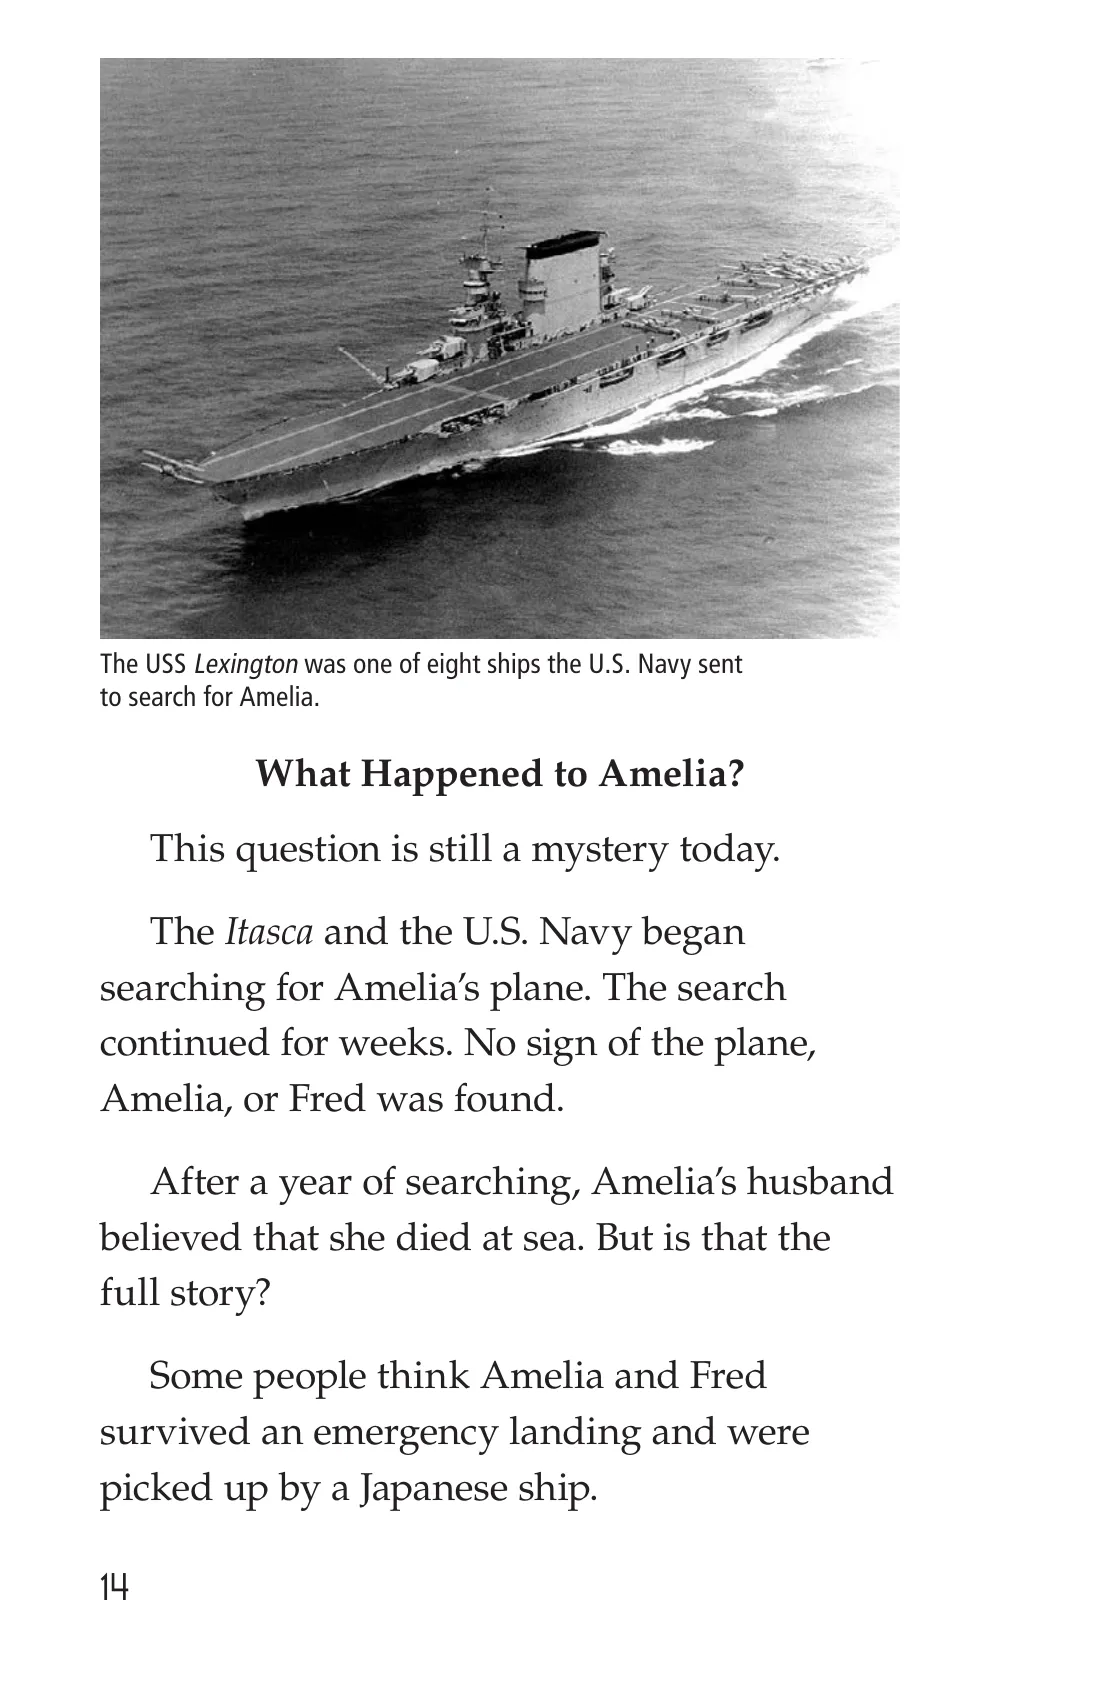 The USS Lexington was one of eight ships the U.S. Navy sent
to search for Amelia.
What Happened to Amelia?
This question is still a mystery today.
The Itasca and the U.S. Navy began
searching for Amelia’s plane. The search
continued for weeks. No sign of the plane,
Amelia, or Fred was found.
After a year of searching, Amelia’s husband
believed that she died at sea. But is that the
full story?
Some people think Amelia and Fred
survived an emergency landing and were
picked up by a Japanese ship.
14